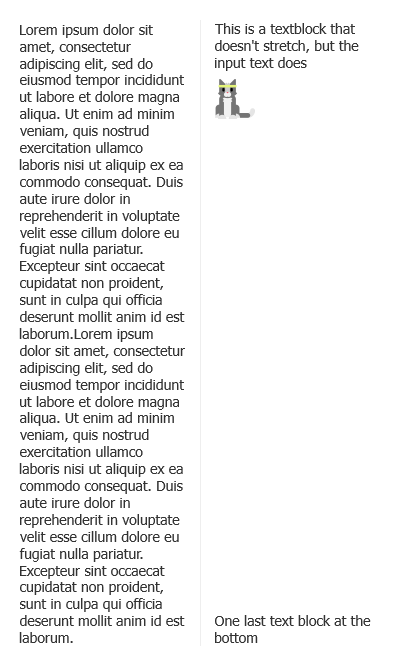 Lorem ipsum dolor sit
amet, consectetur
adipiscing elit, sed do
eiusmod tempor incididunt
ut labore et dolore magna
aliqua. Ut enim ad minim
veniam, quis nostrud
exercitation ullamco
laboris nisi ut aliquip ex ea
commodo consequat. Duis
aute irure dolor in
reprehenderit in voluptate
velit esse cillum dolore eu
fugiat nulla pariatur.
Excepteur sint occaecat
cupidatat non proident,
sunt in culpa qui officia
deserunt mollit anim id est
laborum.Lorem ipsum
dolor sit amet, consectetur
adipiscing elit, sed do
eiusmod tempor incididunt
ut labore et dolore magna
aliqua. Ut enim ad minim
veniam, quis nostrud
exercitation ullamco
laboris nisi ut aliquip ex ea
commodo consequat. Duis
aute irure dolor in
reprehenderit in voluptate
velit esse cillum dolore eu
fugiat nulla pariatur.
Excepteur sint occaecat
cupidatat non proident,
sunt in culpa qui officia
deserunt mollit anim id est
laborum.
This is a textblock that
doesn't stretch, but the
input text does
One last text block at the
bottom